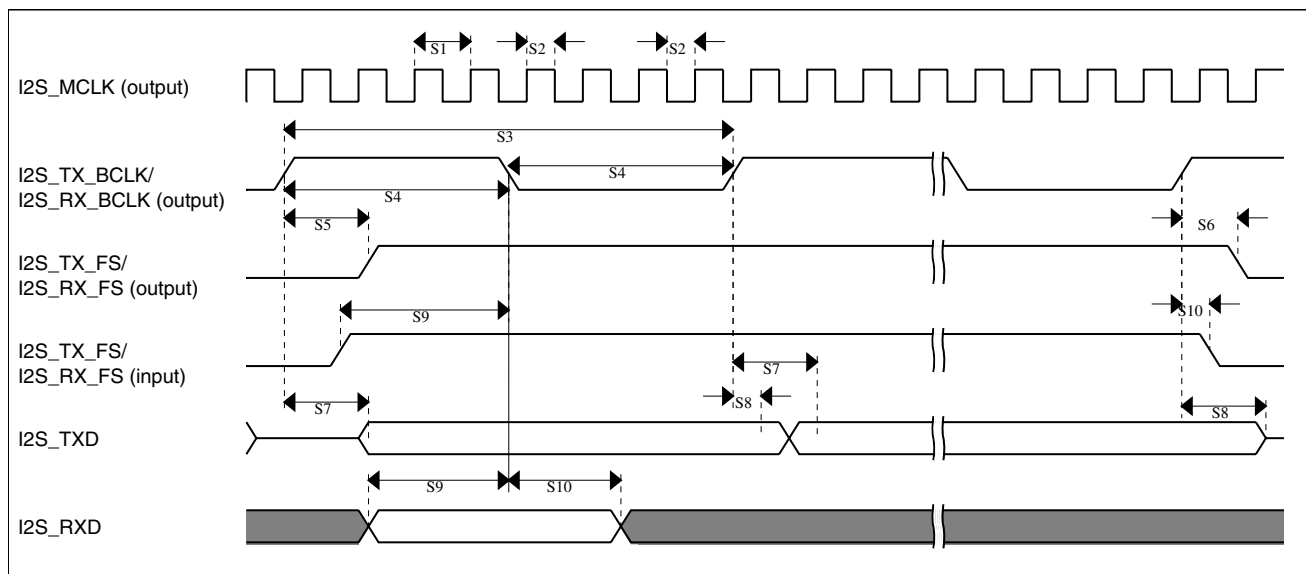 S1
S2
S2
I2S_MCLK (output)
S3
I2S_TX_BCLK/
I2S_RX_BCLK (output)
S4
S4
S5
S6
I2S_TX_FS/
I2S_RX_FS (output)
S9
S10
I2S_TX_FS/
I2S_RX_FS (input)
S7
S7
S8
S8
I2S_TXD
S9
S10
I2S_RXD